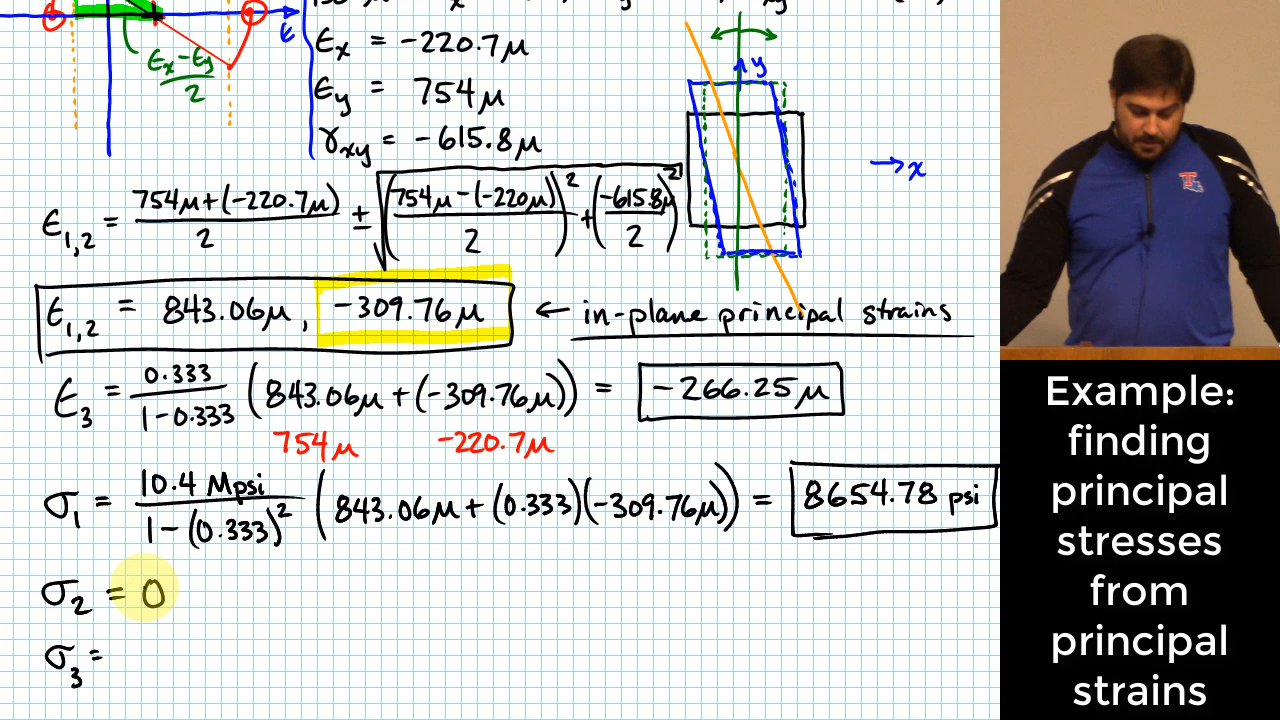 ϵ
ϵx − ϵy
2
ϵx = −220.7μ
ϵy = 754μ
γxy = −615.8μ
y
→ x
ϵ1,2 = 754μ+(−220.7μ) / 2 ± √((754μ−(−220μ)) / 2)² + (−615.8μ / 2)²
ϵ1,2 = 843.06μ, −309.76μ ← in-plane principal strains
ϵ3 = 0.333 / 1−0.333 (843.06μ + (−309.76μ)) = −266.25μ
754μ −220.7μ
σ1 = 10.4 Mpsi / 1−(0.333)² (843.06μ + (0.333)(−309.76μ)) = 8654.78 psi
σ2 = 0
σ3 =
T
Example:
finding
principal
stresses
from
principal
strains